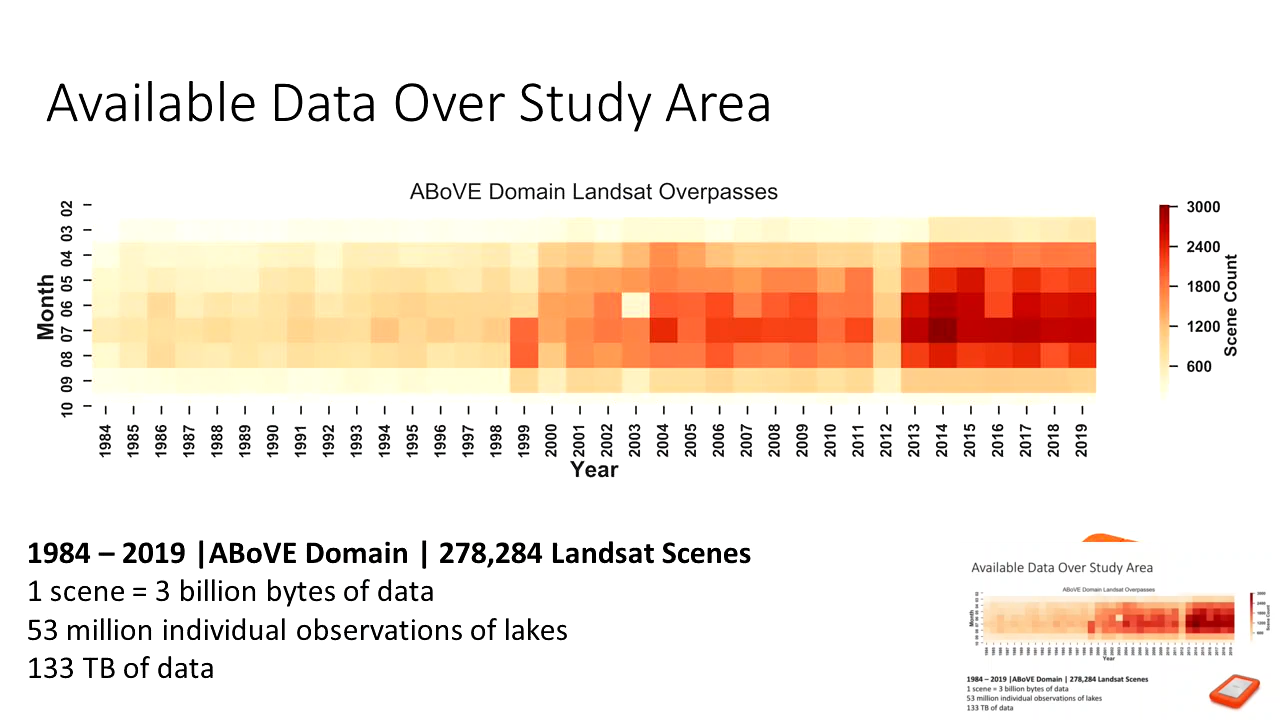 Available Data Over Study Area
ABoVE Domain Landsat Overpasses
Month
02
03
04
05
06
07
08
09
10
1984 1985 1986 1987 1988 1989 1990 1991 1992 1993 1994 1995 1996 1997 1998 1999 2000 2001 2002 2003 2004 2005 2006 2007 2008 2009 2010 2011 2012 2013 2014 2015 2016 2017 2018 2019
Year
3000
2400
1800
1200
600
Scene Count
1984 – 2019 |ABoVE Domain | 278,284 Landsat Scenes
1 scene = 3 billion bytes of data
53 million individual observations of lakes
133 TB of data
Available Data Over Study Area
ABoVE Domain Landsat Overpasses
Month
Year
Scene Count
1984 – 2019 |ABoVE Domain | 278,284 Landsat Scenes
1 scene = 3 billion bytes of data
53 million individual observations of lakes
133 TB of data